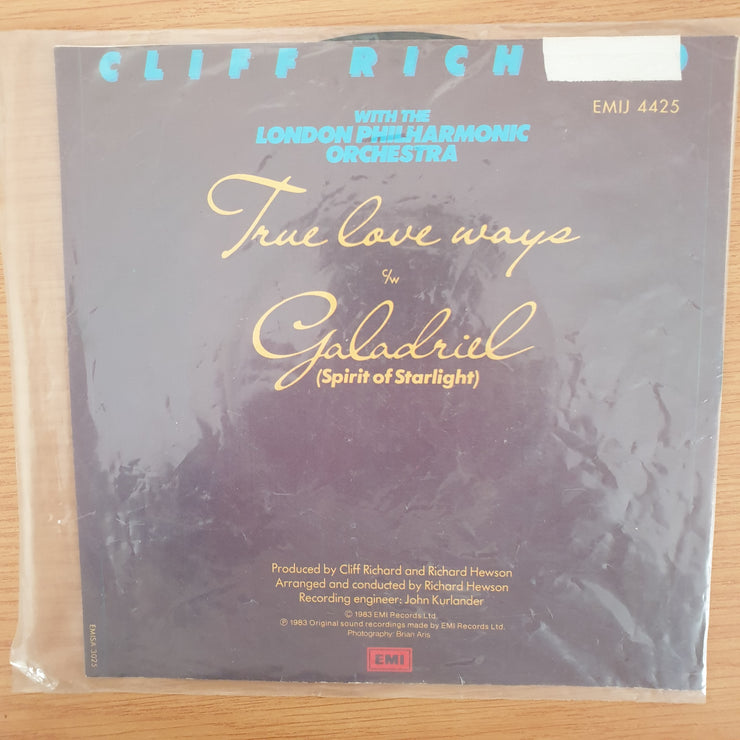 CLIFF RICH D
EMIJ 4425
WITH THE
LONDON PHILHARMONIC
ORCHESTRA
True love ways
c/w
Galadriel
(Spirit of Starlight)
Produced by Cliff Richard and Richard Hewson
Arranged and conducted by Richard Hewson
Recording engineer: John Kurlander
© 1983 EMI Records Ltd.
℗ 1983 Original sound recordings made by EMI Records Ltd.
Photography: Brian Aris
EMI
EMISA 3025